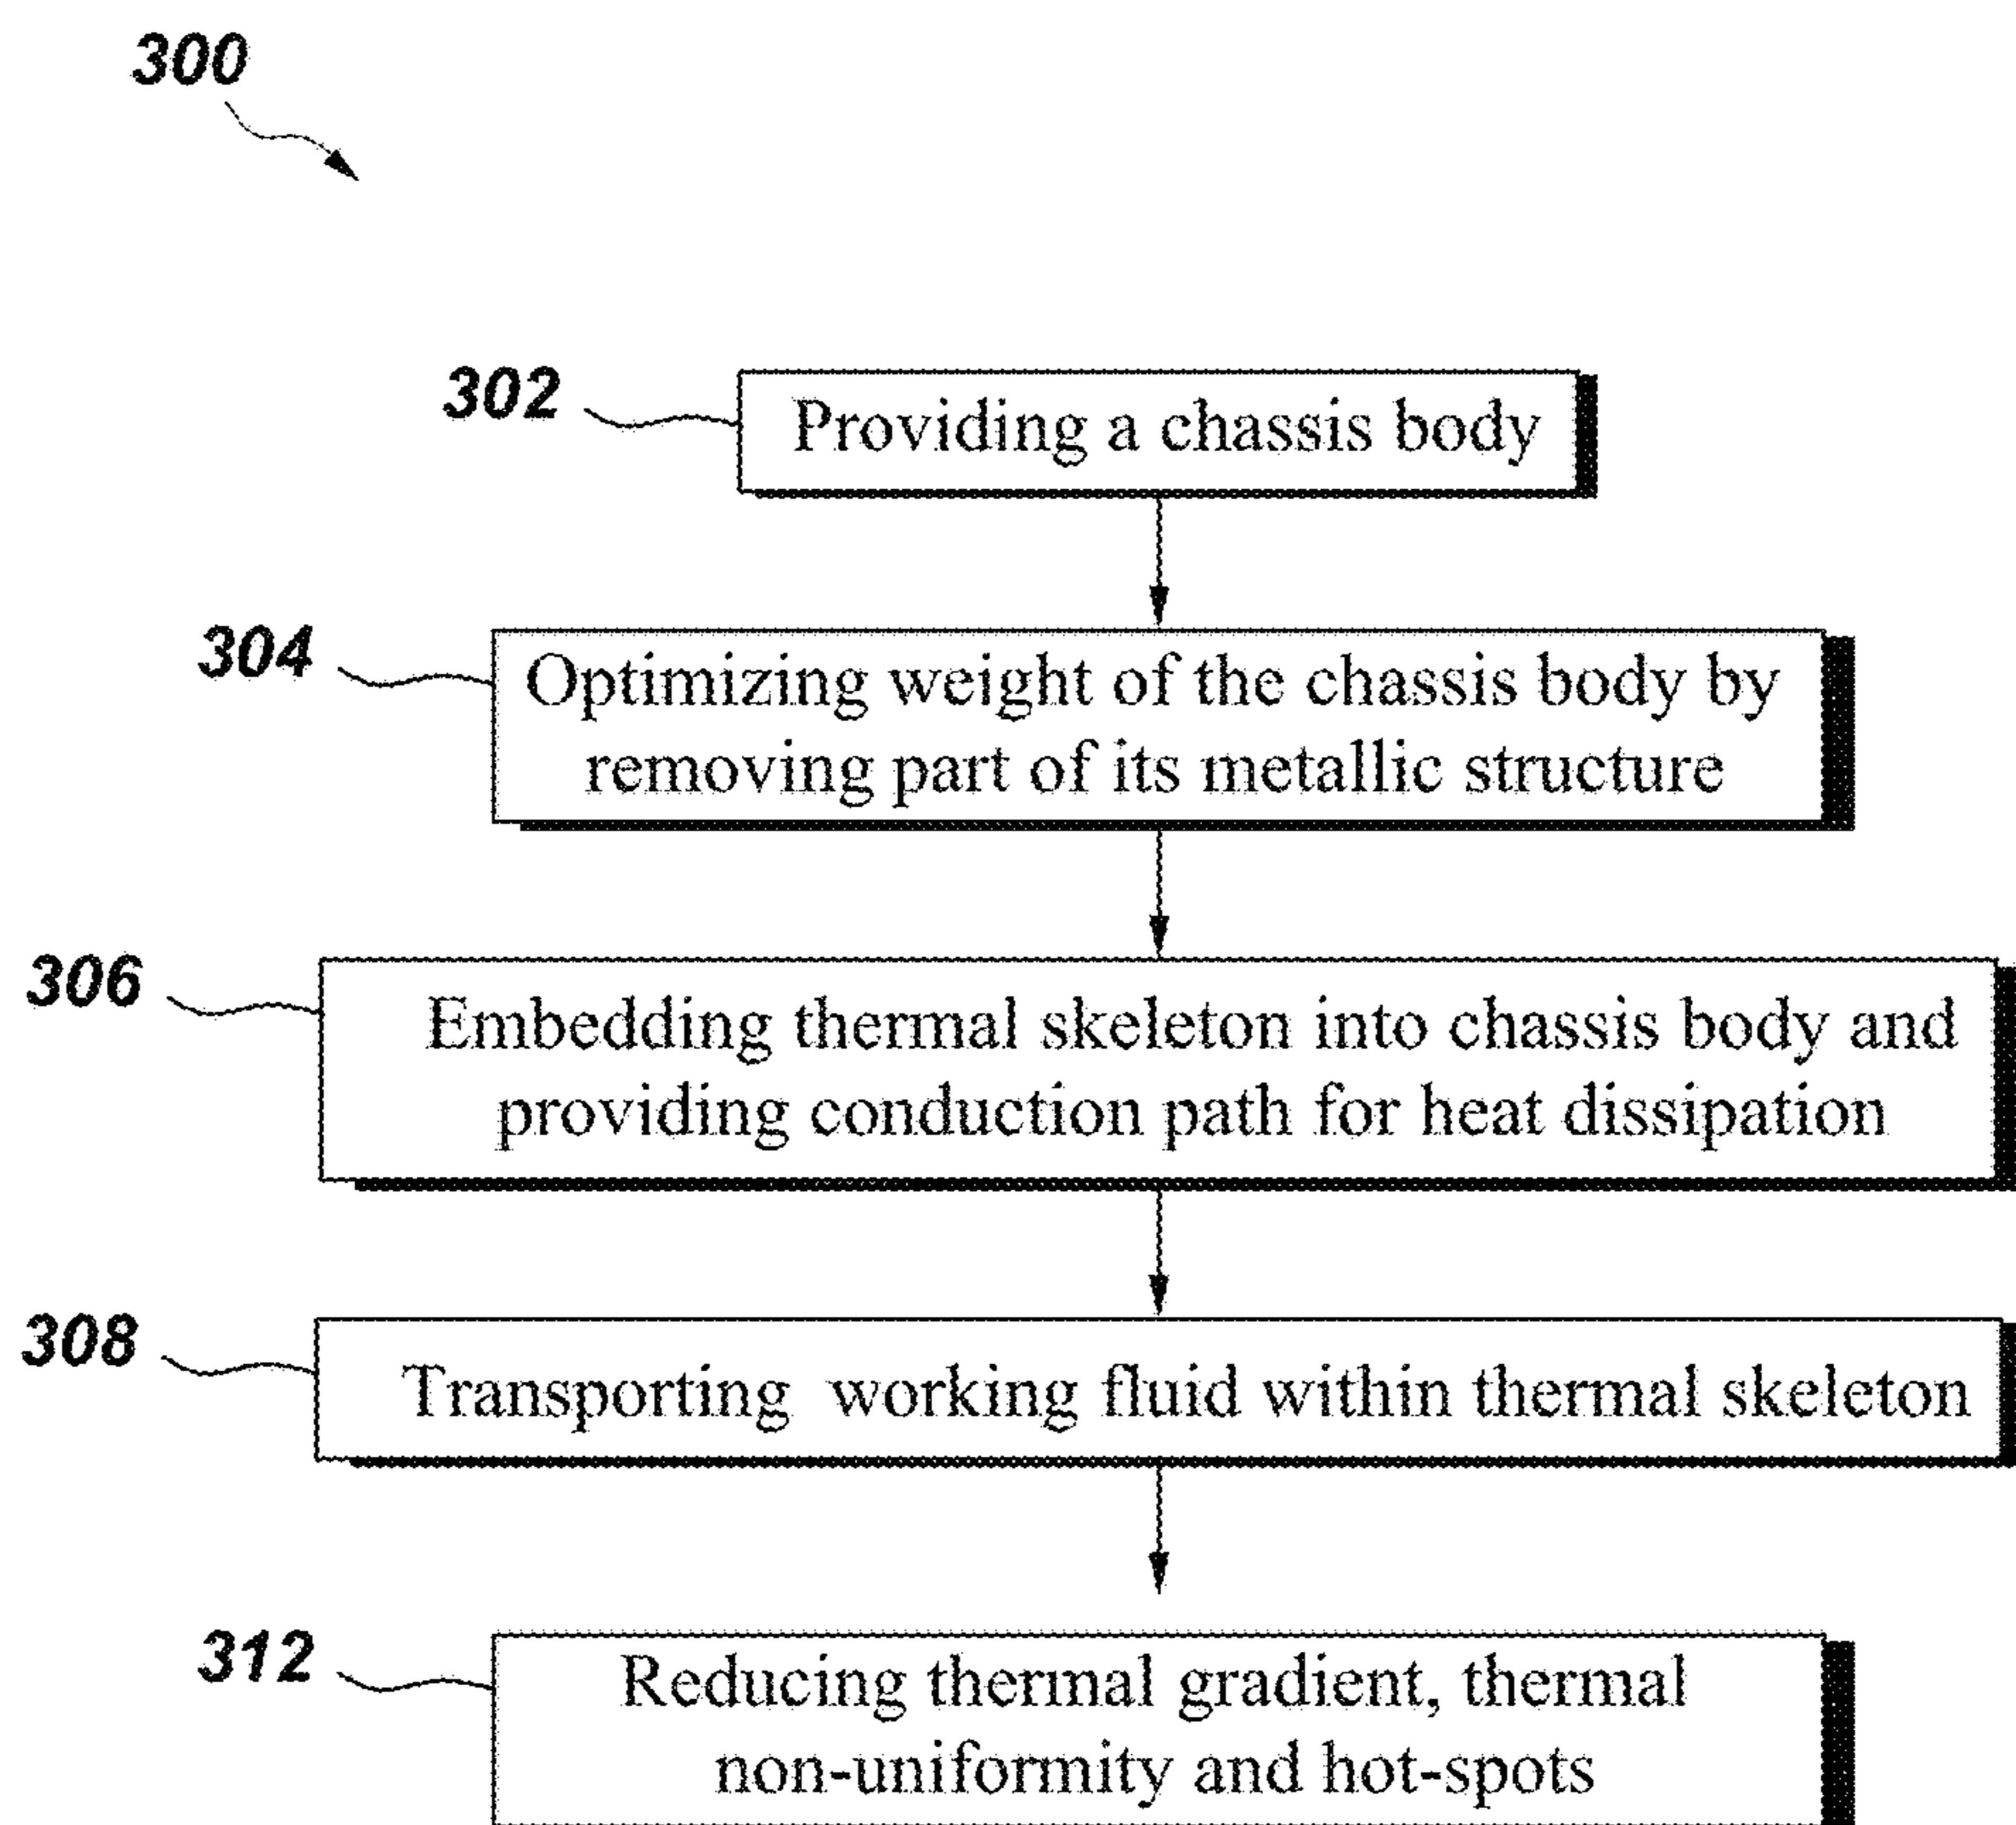 300
302
Providing a chassis body
304
Optimizing weight of the chassis body by
removing part of its metallic structure
306
Embedding thermal skeleton into chassis body and
providing conduction path for heat dissipation
308
Transporting working fluid within thermal skeleton
312
Reducing thermal gradient, thermal
non-uniformity and hot-spots